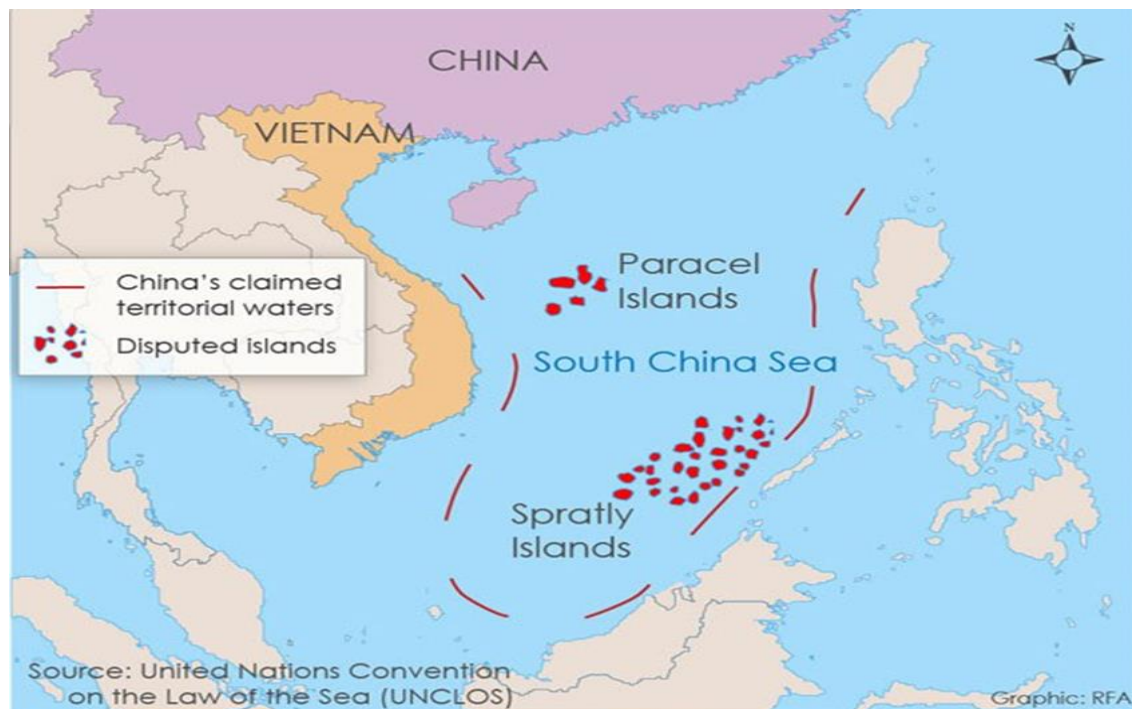 N
CHINA
VIETNAM
China's claimed
territorial waters
Disputed islands
Paracel
Islands
South China Sea
Spratly
Islands
Source: United Nations Convention
on the Law of the Sea (UNCLOS)
Graphic: RFA